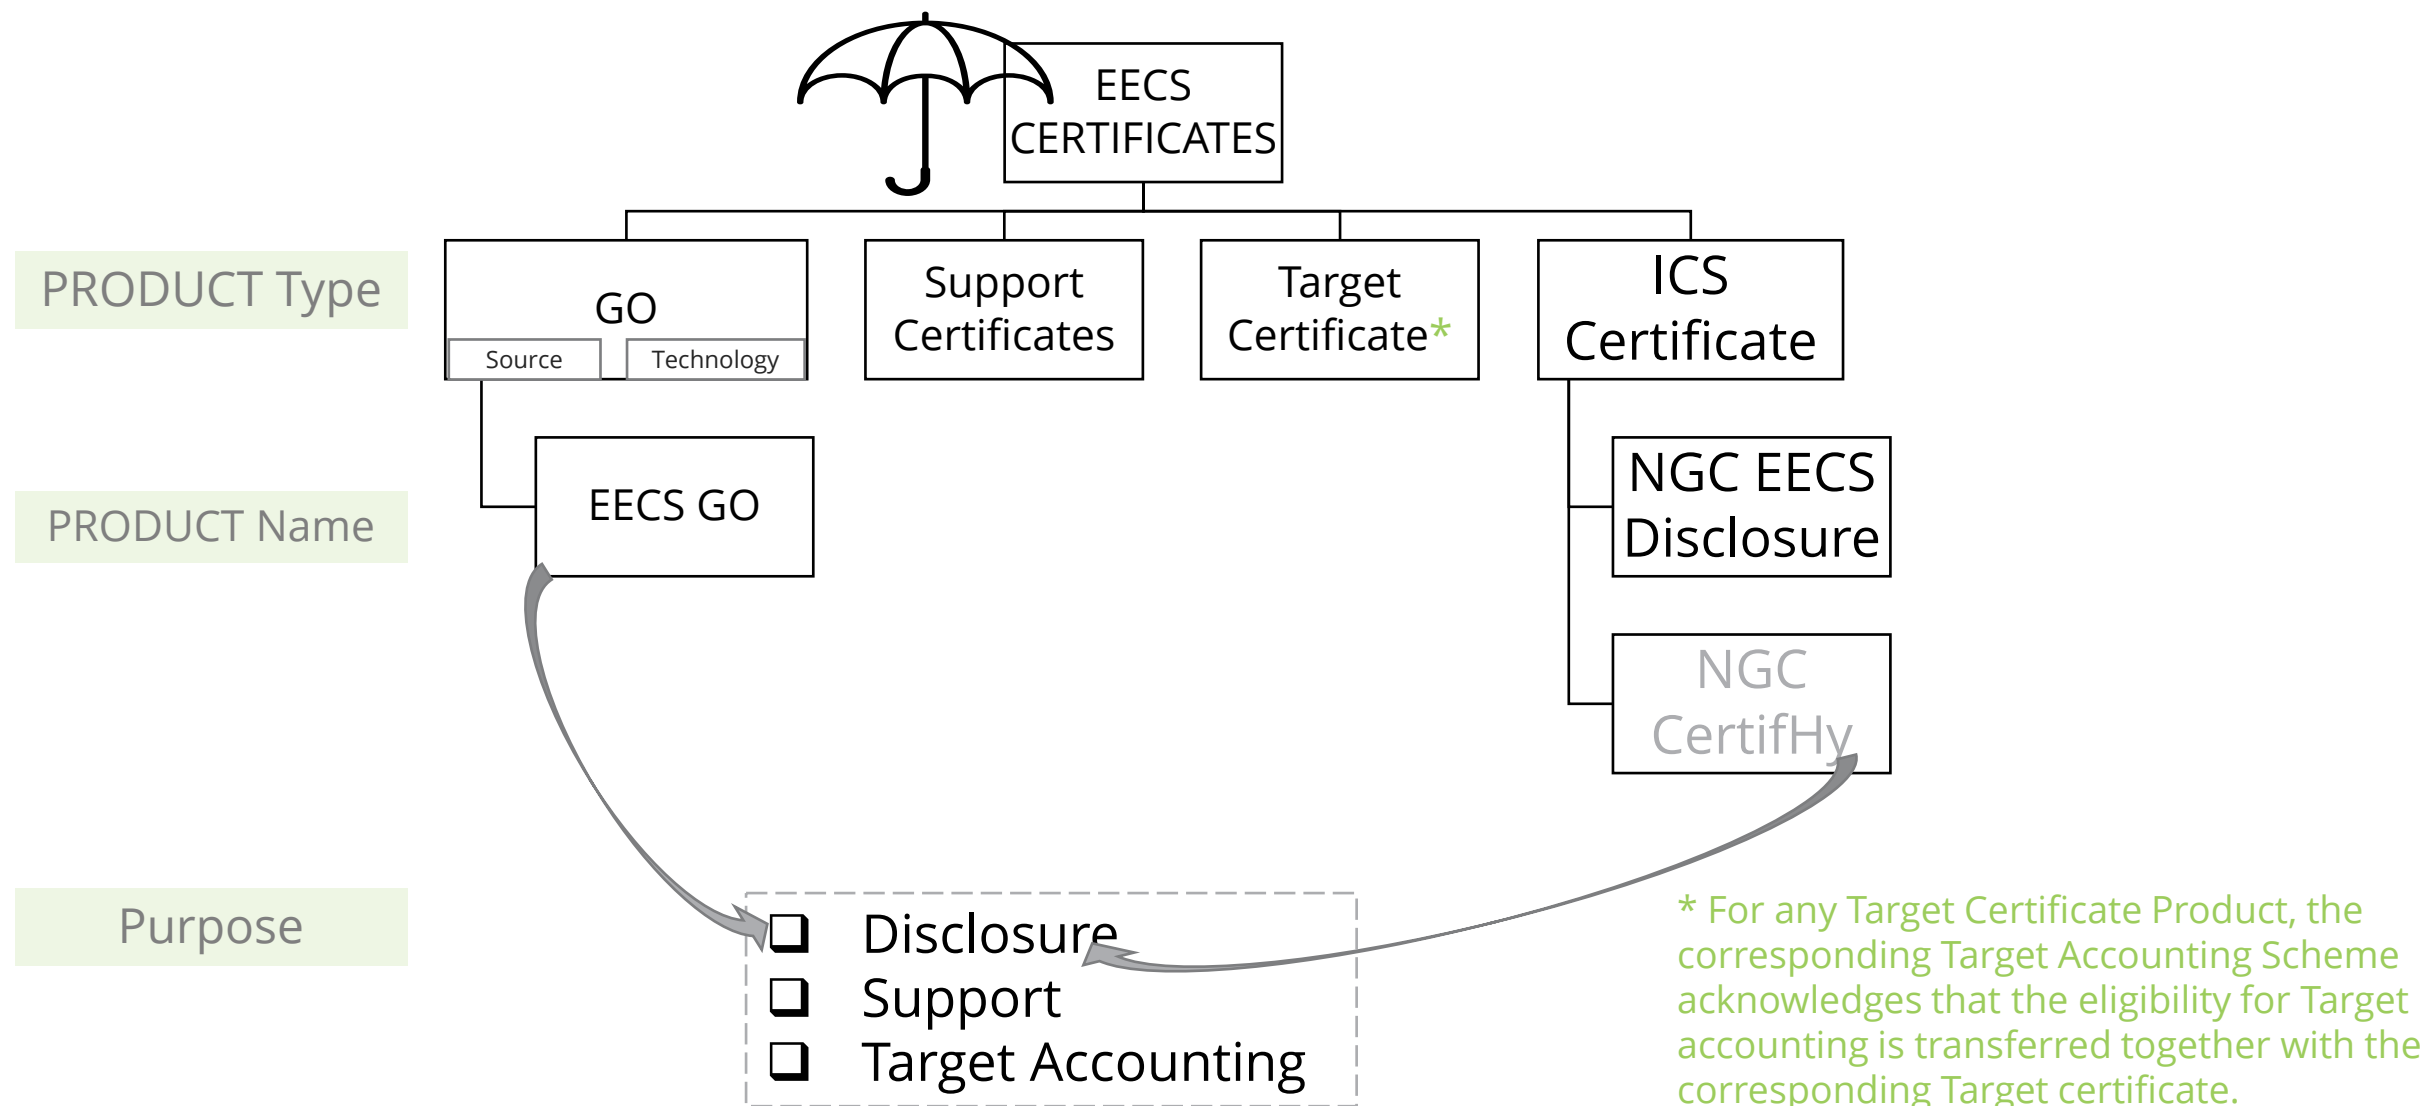 EECS
CERTIFICATES
PRODUCT Type
GO
Source
Technology
Support
Certificates
Target
Certificate*
ICS
Certificate
PRODUCT Name
EECS GO
NGC EECS
Disclosure
NGC
CertifHy
Purpose
❑ Disclosure
❑ Support
❑ Target Accounting
* For any Target Certificate Product, the
corresponding Target Accounting Scheme
acknowledges that the eligibility for Target
accounting is transferred together with the
corresponding Target certificate.